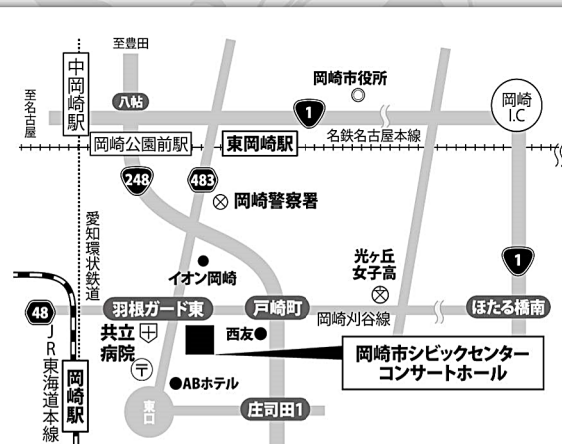 至豊田
中岡崎駅
岡崎市役所
至名古屋
八帖
1
岡崎
I.C
岡崎公園前駅
東岡崎駅
名鉄名古屋本線
248
483
岡崎警察署
愛知環状鉄道
光ヶ丘
女子高
イオン岡崎
1
48
羽根ガード東
戸崎町
岡崎刈谷線
ほたる橋南
共立
病院
西友
岡崎市シビックセンター
コンサートホール
JR東海道本線
岡崎駅
〒
ABホテル
東口
庄司田1